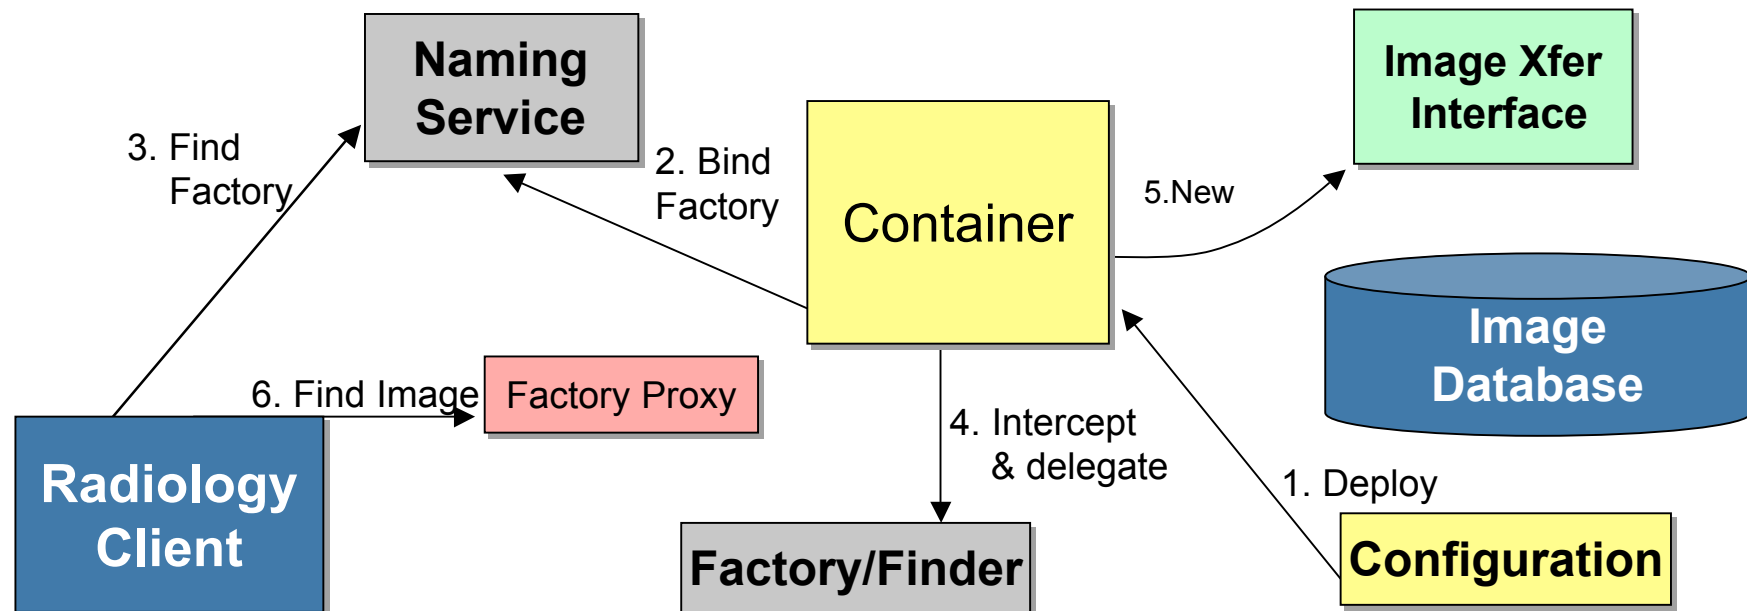 Naming
Service
Image Xfer
Interface
3. Find
Factory
2. Bind
Factory
Container
5.New
Image
Database
6. Find Image
Factory Proxy
4. Intercept
& delegate
1. Deploy
Radiology
Client
Factory/Finder
Configuration